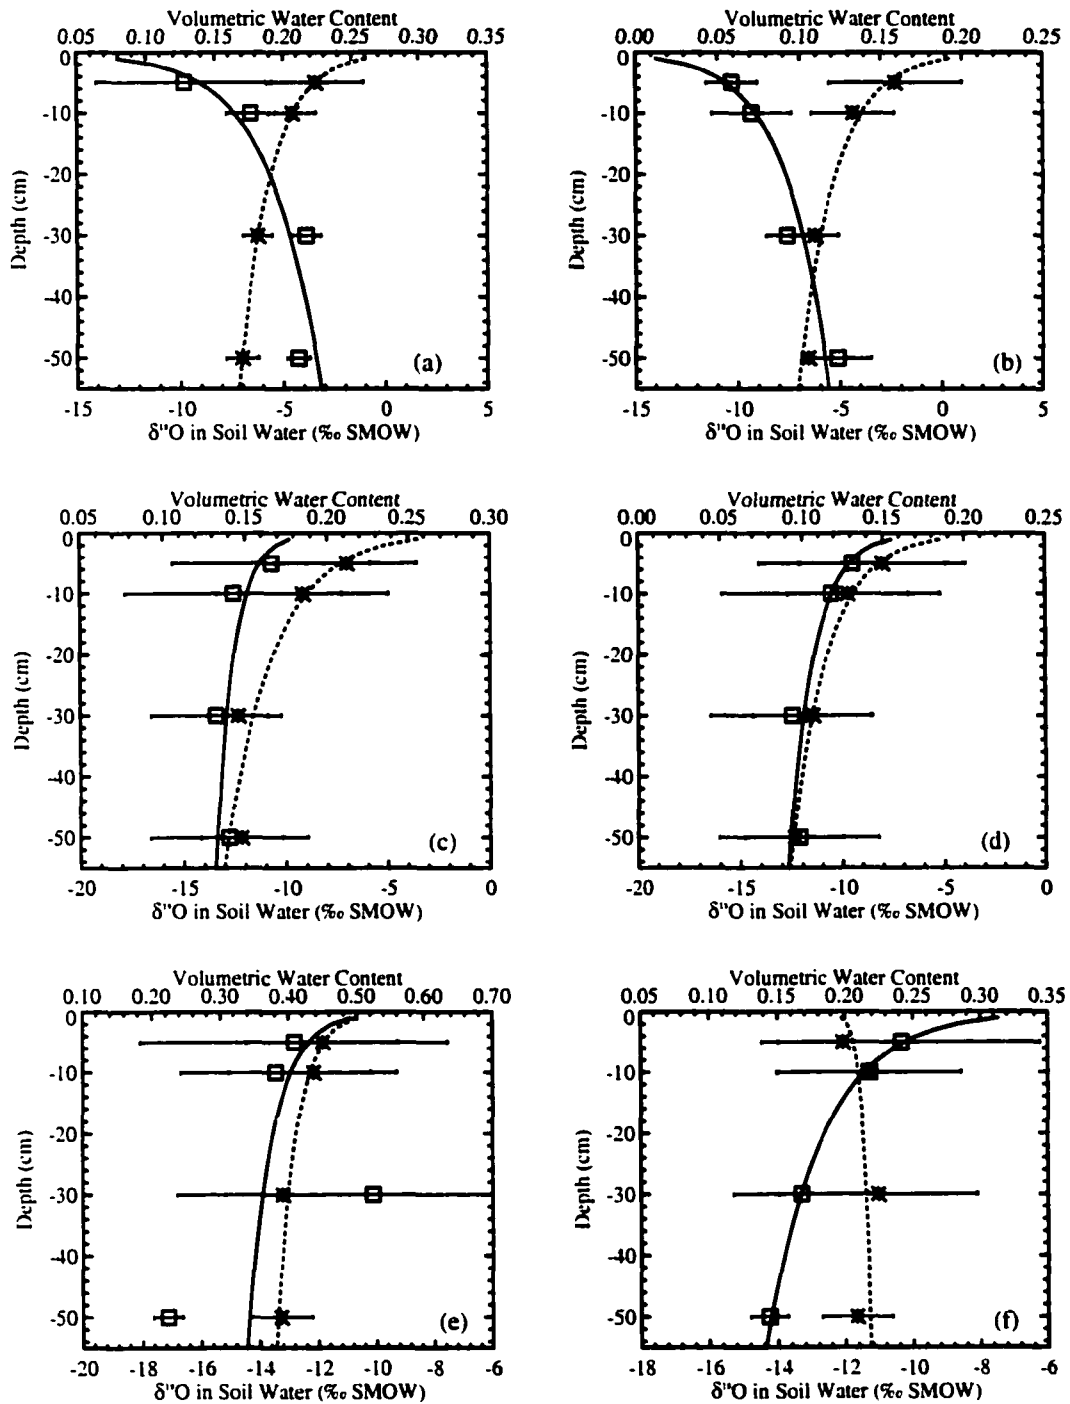 Volumetric Water Content
0.05 0.10 0.15 0.20 0.25 0.30 0.35
0
-10
-20
-30
-40
-50
Depth (cm)
(a)
-15 -10 -5 0 5
δ¹⁸O in Soil Water (‰ SMOW)
Volumetric Water Content
0.00 0.05 0.10 0.15 0.20 0.25
0
-10
-20
-30
-40
-50
Depth (cm)
(b)
-15 -10 -5 0 5
δ¹⁸O in Soil Water (‰ SMOW)
Volumetric Water Content
0.05 0.10 0.15 0.20 0.25 0.30
0
-10
-20
-30
-40
-50
Depth (cm)
(c)
-20 -15 -10 -5 0
δ¹⁸O in Soil Water (‰ SMOW)
Volumetric Water Content
0.00 0.05 0.10 0.15 0.20 0.25
0
-10
-20
-30
-40
-50
Depth (cm)
(d)
-20 -15 -10 -5 0
δ¹⁸O in Soil Water (‰ SMOW)
Volumetric Water Content
0.10 0.20 0.30 0.40 0.50 0.60 0.70
0
-10
-20
-30
-40
-50
Depth (cm)
(e)
-20 -18 -16 -14 -12 -10 -8 -6
δ¹⁸O in Soil Water (‰ SMOW)
Volumetric Water Content
0.05 0.10 0.15 0.20 0.25 0.30 0.35
0
-10
-20
-30
-40
-50
Depth (cm)
(f)
-18 -16 -14 -12 -10 -8 -6
δ¹⁸O in Soil Water (‰ SMOW)